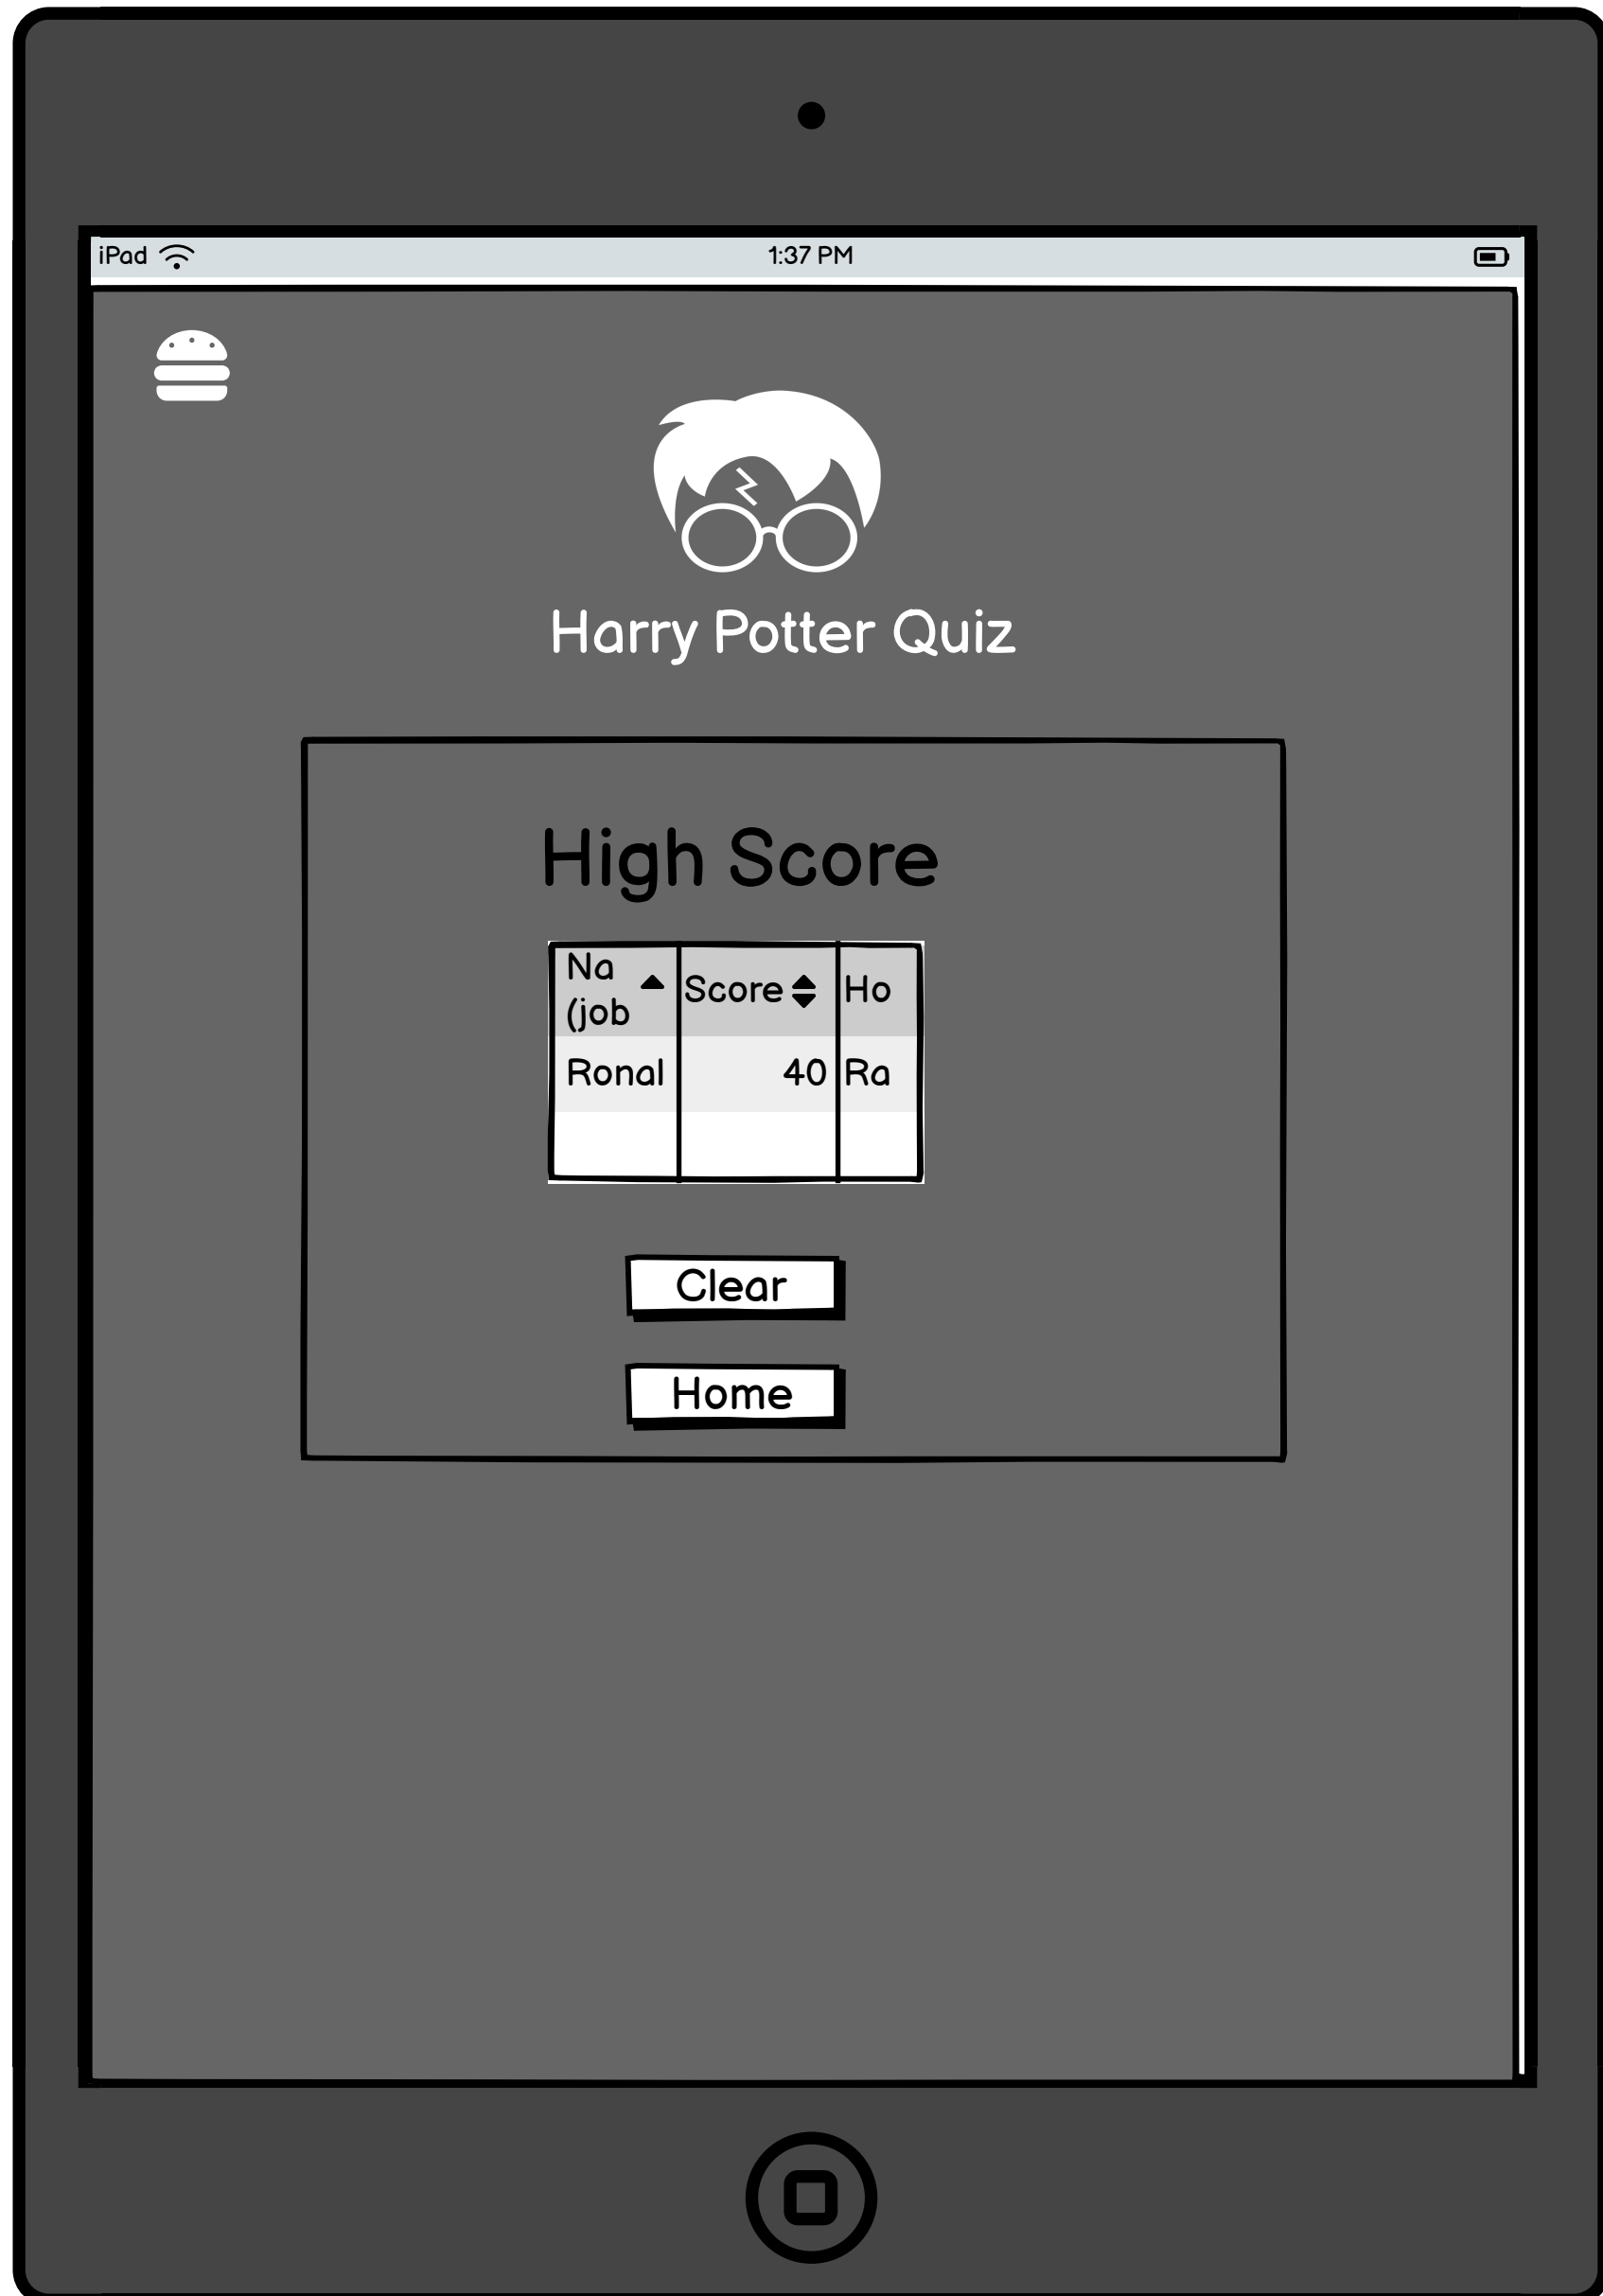 iPad 1:37 PM
Harry Potter Quiz
High Score
Na
(job
Score
Ho
Ronal 40 Ra
Clear
Home